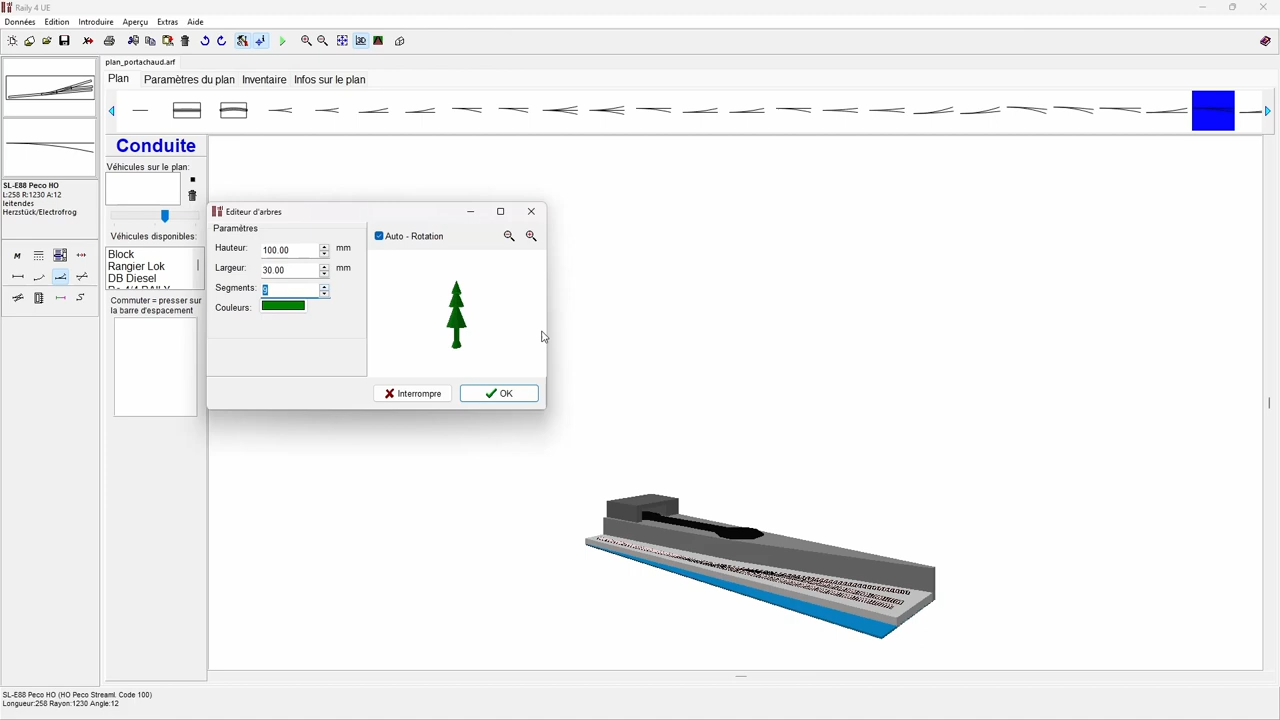 Raily 4 UE
Données Edition Introduire Aperçu Extras Aide
plan_portachaud.arf
Plan Paramètres du plan Inventaire Infos sur le plan
Conduite
Véhicules sur le plan:
SL-E88 Peco HO
L:258 R:1230 A:12
leitendes
Herzstück/Electrofrog
Véhicules disponibles:
Block
Rangier Lok
DB Diesel
Commuter = presser sur
la barre d'espacement
Editeur d'arbres
Paramètres
Auto - Rotation
Hauteur: 100.00 mm
Largeur: 30.00 mm
Segments:
Couleurs:
Interrompre OK
SL-E88 Peco HO (HO Peco Streaml. Code 100)
Longueur:258 Rayon:1230 Angle:12